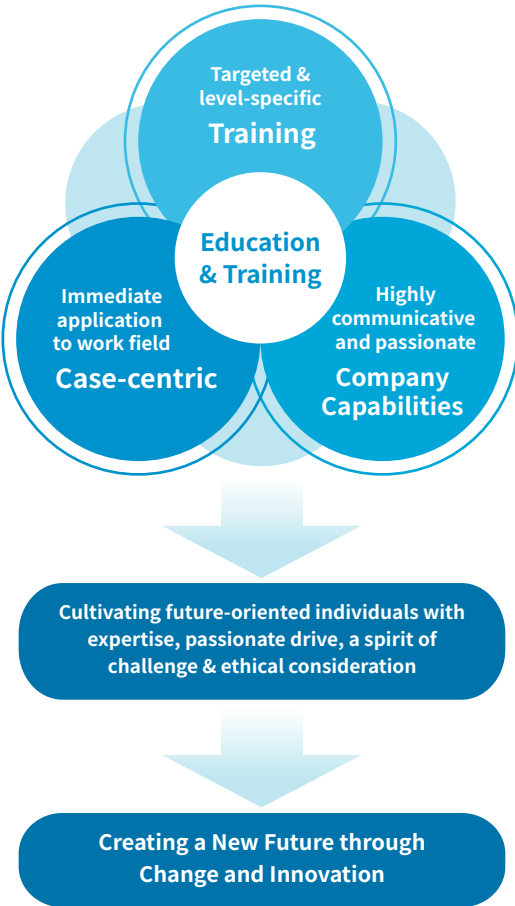 Targeted &
level-specific
Training
Education
& Training
Immediate
application
to work field
Case-centric
Highly
communicative
and passionate
Company
Capabilities
Cultivating future-oriented individuals with
expertise, passionate drive, a spirit of
challenge & ethical consideration
Creating a New Future through
Change and Innovation